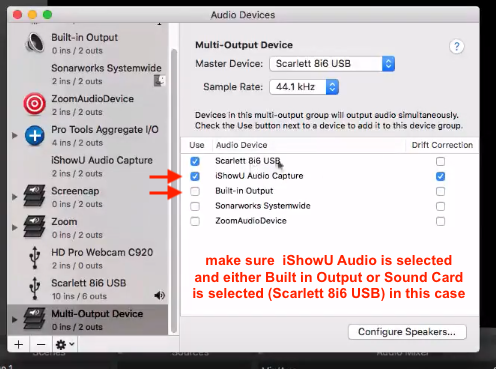 Audio Devices
Built-in Output
0 ins / 2 outs
Sonarworks Systemwide
2 ins / 2 outs
ZoomAudioDevice
2 ins / 2 outs
Pro Tools Aggregate I/O
4 ins / 2 outs
iShowU Audio Capture
2 ins / 2 outs
Screencap
0 ins / 2 outs
Zoom
0 ins / 2 outs
HD Pro Webcam C920
2 ins / 0 outs
Scarlett 8i6 USB
10 ins / 6 outs
Multi-Output Device
0 ins / 2 outs
Multi-Output Device
?
Master Device: Scarlett 8i6 USB
Sample Rate: 44.1 kHz
Devices in this multi-output group will output audio simultaneously.
Check the Use button next to a device to add it to this device group.
Use Audio Device Drift Correction
Scarlett 8i6 USB
iShowU Audio Capture
Built-in Output
Sonarworks Systemwide
ZoomAudioDevice
make sure iShowU Audio is selected
and either Built in Output or Sound Card
is selected (Scarlett 8i6 USB) in this case
Configure Speakers...